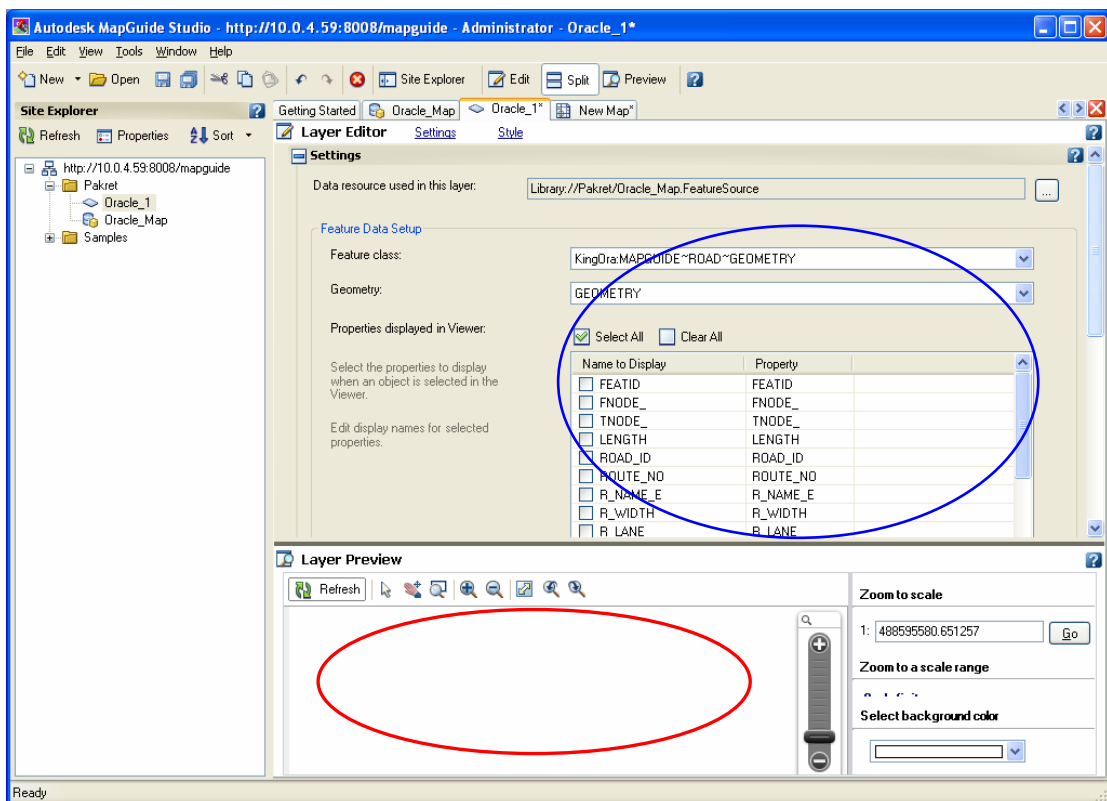 Autodesk MapGuide Studio - http://10.0.4.59:8008/mapguide - Administrator - Oracle_1*
File Edit View Tools Window Help
New Open Site Explorer Edit Split Preview
Site Explorer
Refresh Properties Sort
http://10.0.4.59:8008/mapguide
Pakret
Oracle_1
Oracle_Map
Samples
Getting Started Oracle_Map Oracle_1* New Map*
Layer Editor Settings Style
Settings
Data resource used in this layer: Library://Pakret/Oracle_Map.FeatureSource ...
Feature Data Setup
Feature class: KingOra:MAPGUIDE~ROAD~GEOMETRY
Geometry: GEOMETRY
Properties displayed in Viewer: Select All Clear All
Select the properties to display
when an object is selected in the
Viewer.
Edit display names for selected
properties.
Name to Display Property
FEATID FEATID
FNODE_ FNODE_
TNODE_ TNODE_
LENGTH LENGTH
ROAD_ID ROAD_ID
ROUTE_NO ROUTE_NO
R_NAME_E R_NAME_E
R_WIDTH R_WIDTH
R_LANE R_LANE
Layer Preview
Refresh
Zoom to scale
1: 488595580.651257 Go
Zoom to a scale range
Select background color
Ready